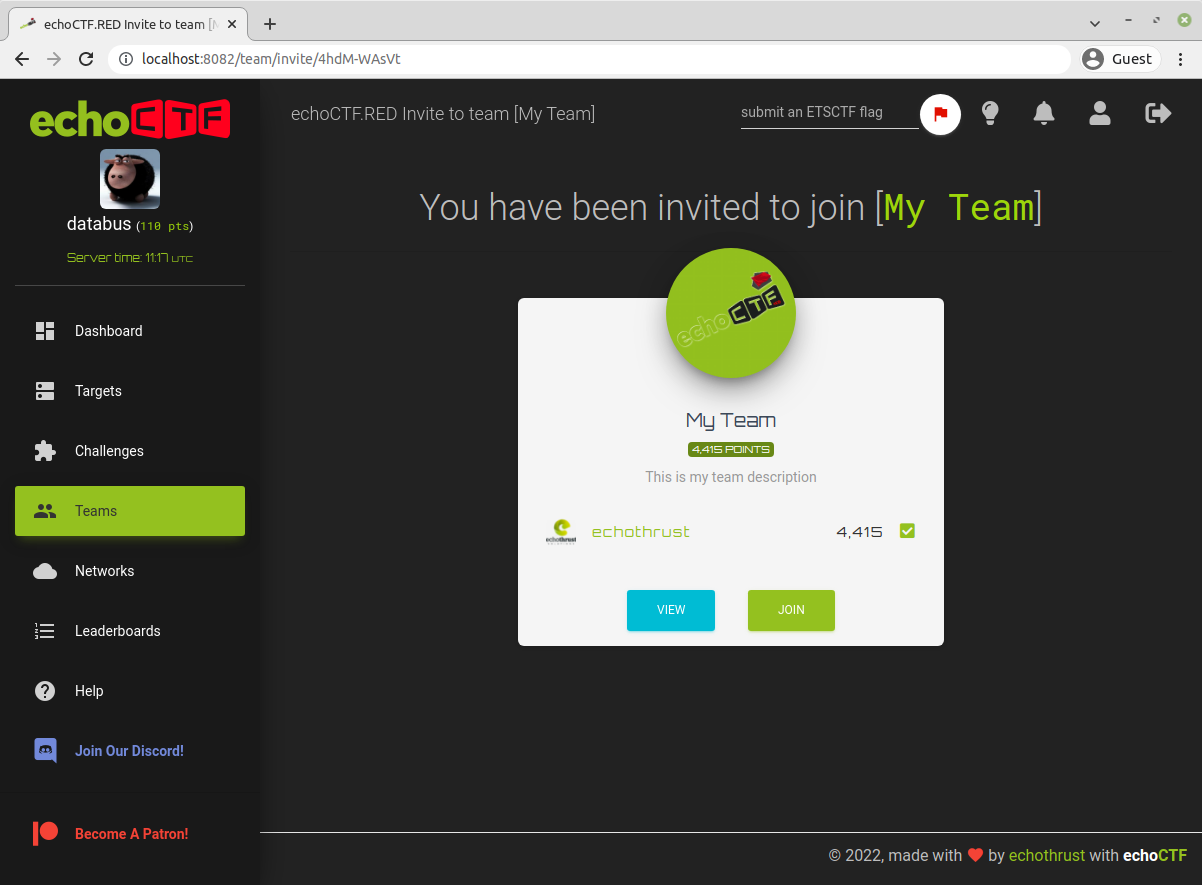 echoCTF.RED Invite to team [M
localhost:8082/team/invite/4hdM-WAsVt
Guest
echoCTF
echoCTF.RED Invite to team [My Team]
submit an ETSCTF flag
databus (110 pts)
Server time: 11:17 UTC
Dashboard
Targets
Challenges
Teams
Networks
Leaderboards
Help
Join Our Discord!
Become A Patron!
You have been invited to join [My Team]
echoCTF
My Team
4,415 POINTS
This is my team description
echothrust
echothrust 4,415
VIEW JOIN
© 2022, made with ❤ by echothrust with echoCTF